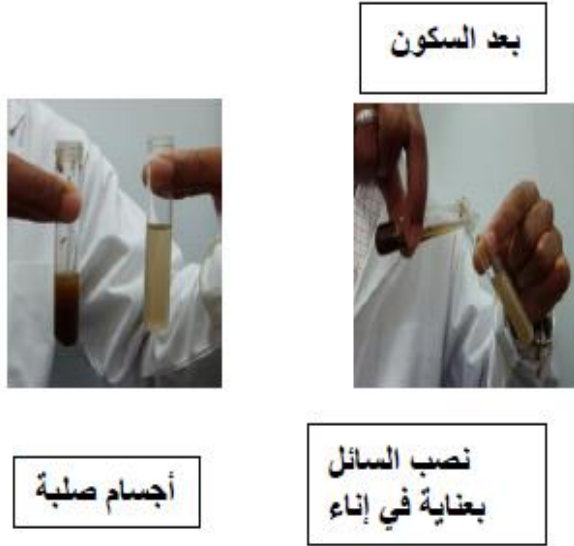 بعد السكون
نصب السائل
بعناية في إناء
أجسام صلبة